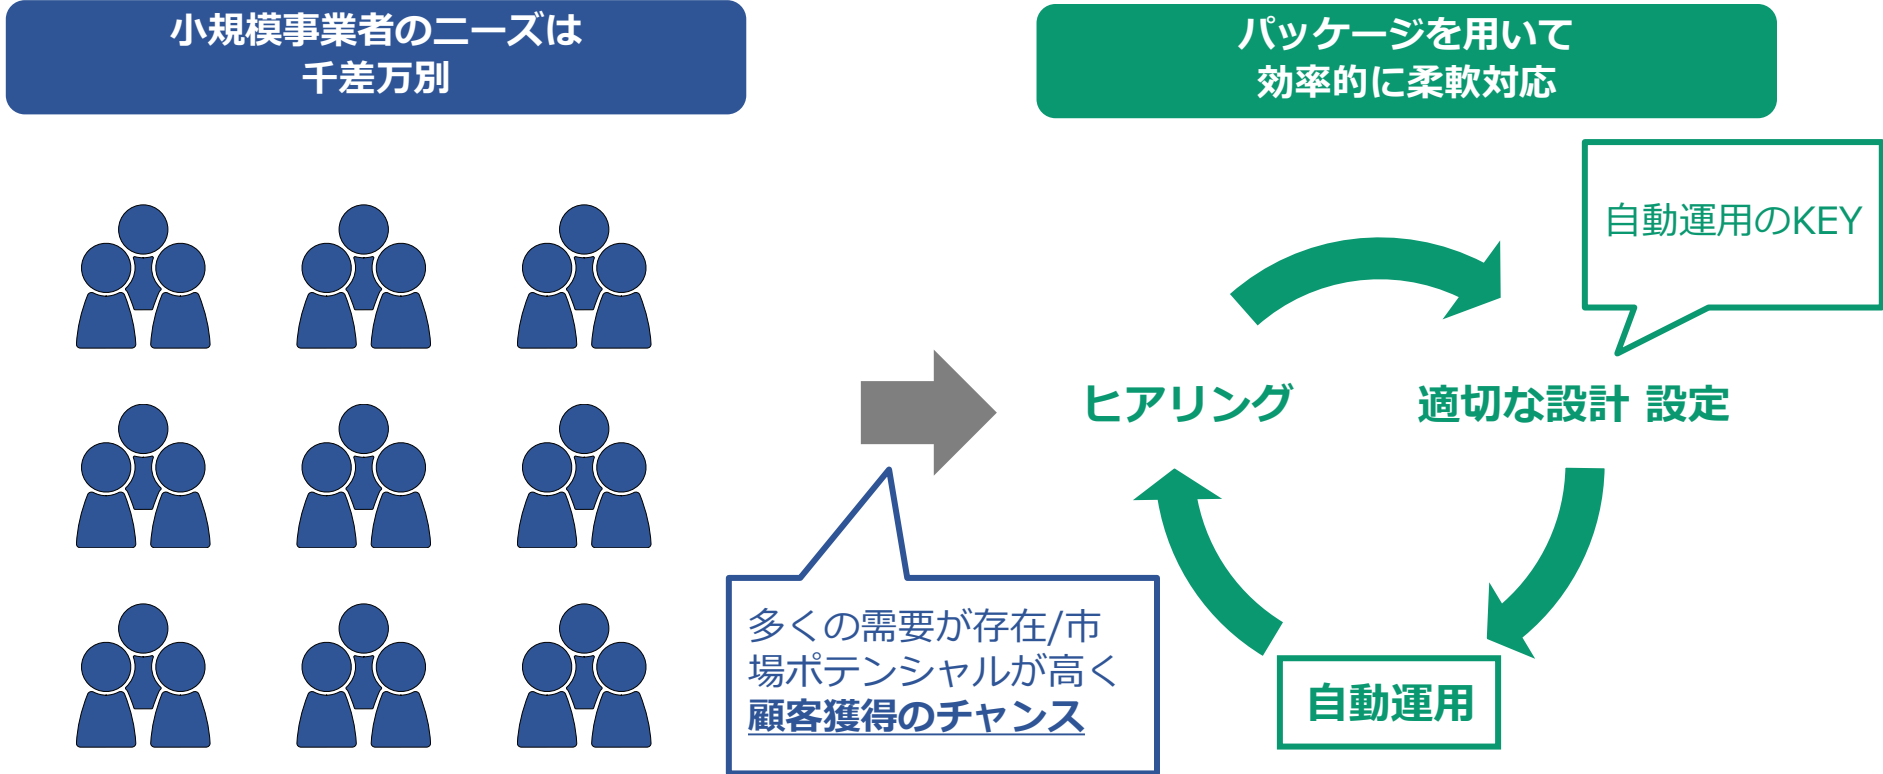 小規模事業者のニーズは
千差万別
パッケージを用いて
効率的に柔軟対応
自動運用のKEY
ヒアリング
適切な設計 設定
多くの需要が存在/市
場ポテンシャルが高く
顧客獲得のチャンス
自動運用